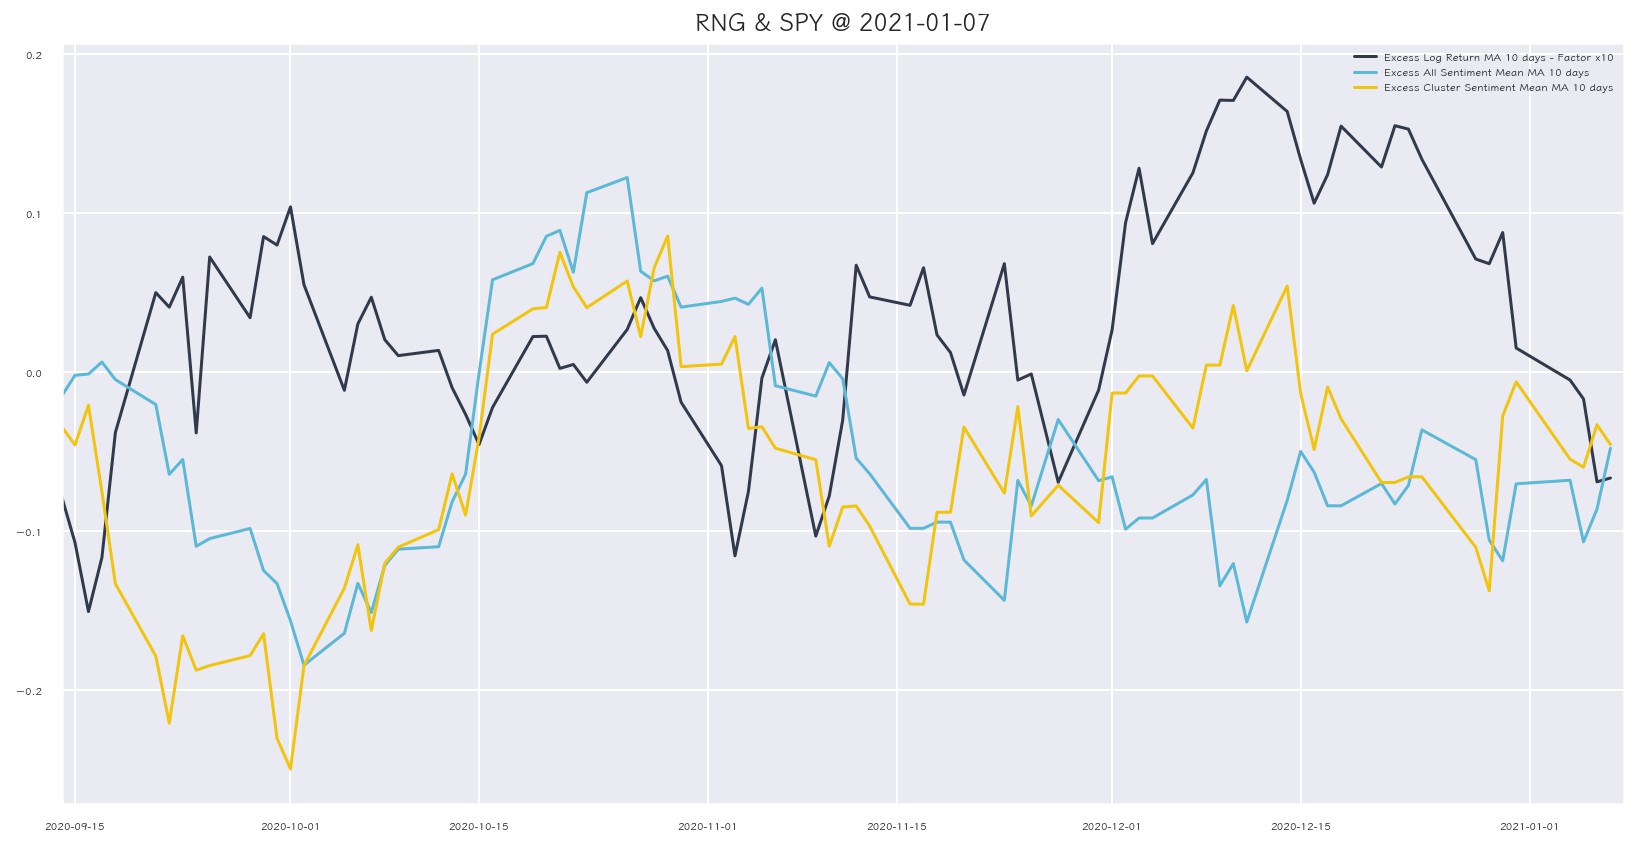 RNG & SPY @ 2021-01-07
Excess Log Return MA 10 days - Factor x10
Excess All Sentiment Mean MA 10 days
Excess Cluster Sentiment Mean MA 10 days
0.2
0.1
0.0
−0.1
−0.2
2020-09-15 2020-10-01 2020-10-15 2020-11-01 2020-11-15 2020-12-01 2020-12-15 2021-01-01